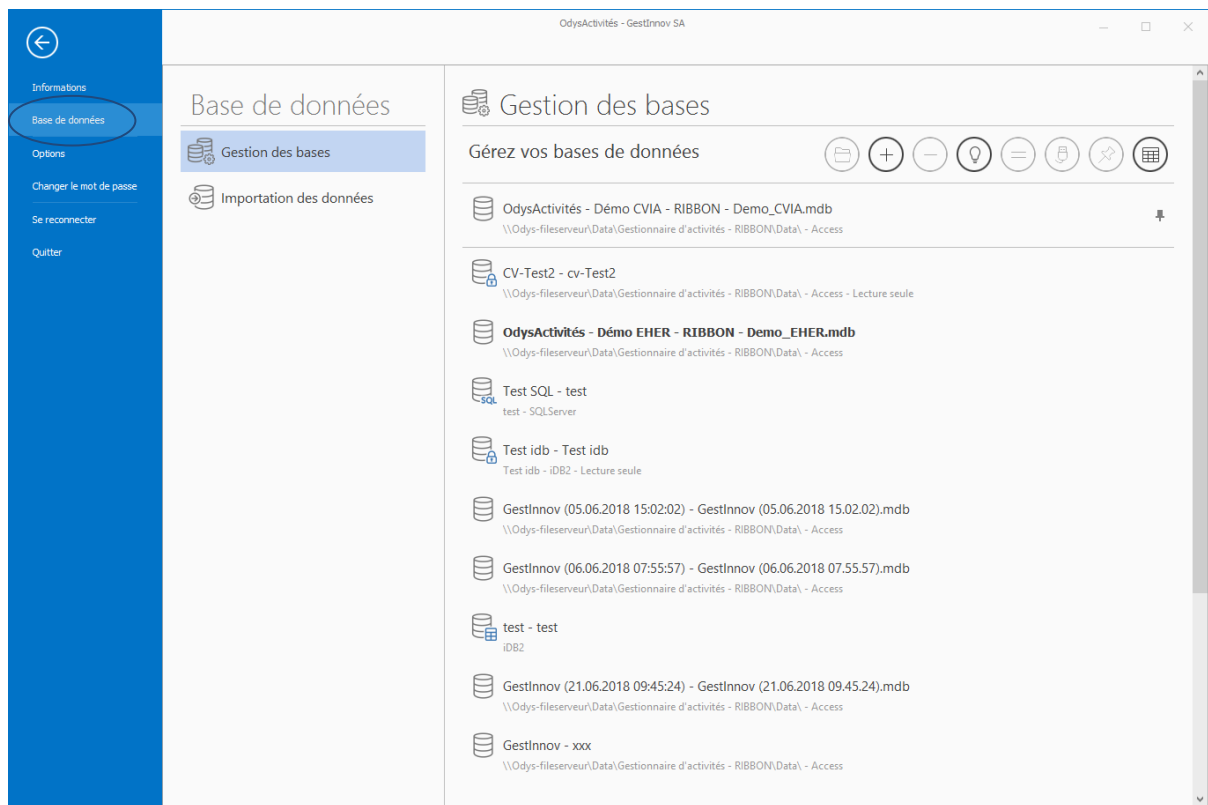 OdysActivités - GestInnov SA
Informations
Base de données
Options
Changer le mot de passe
Se reconnecter
Quitter
Base de données
Gestion des bases
Importation des données
Gestion des bases
Gérez vos bases de données
OdysActivités - Démo CVIA - RIBBON - Demo_CVIA.mdb
\\Odys-fileserveur\Data\Gestionnaire d'activités - RIBBON\Data\ - Access
CV-Test2 - cv-Test2
\\Odys-fileserveur\Data\Gestionnaire d'activités - RIBBON\Data\ - Access - Lecture seule
OdysActivités - Démo EHER - RIBBON - Demo_EHER.mdb
\\Odys-fileserveur\Data\Gestionnaire d'activités - RIBBON\Data\ - Access
SQL
Test SQL - test
test - SQLServer
Test idb - Test idb
Test idb - iDB2 - Lecture seule
GestInnov (05.06.2018 15:02:02) - GestInnov (05.06.2018 15.02.02).mdb
\\Odys-fileserveur\Data\Gestionnaire d'activités - RIBBON\Data\ - Access
GestInnov (06.06.2018 07:55:57) - GestInnov (06.06.2018 07.55.57).mdb
\\Odys-fileserveur\Data\Gestionnaire d'activités - RIBBON\Data\ - Access
test - test
iDB2
GestInnov (21.06.2018 09:45:24) - GestInnov (21.06.2018 09.45.24).mdb
\\Odys-fileserveur\Data\Gestionnaire d'activités - RIBBON\Data\ - Access
GestInnov - xxx
\\Odys-fileserveur\Data\Gestionnaire d'activités - RIBBON\Data\ - Access